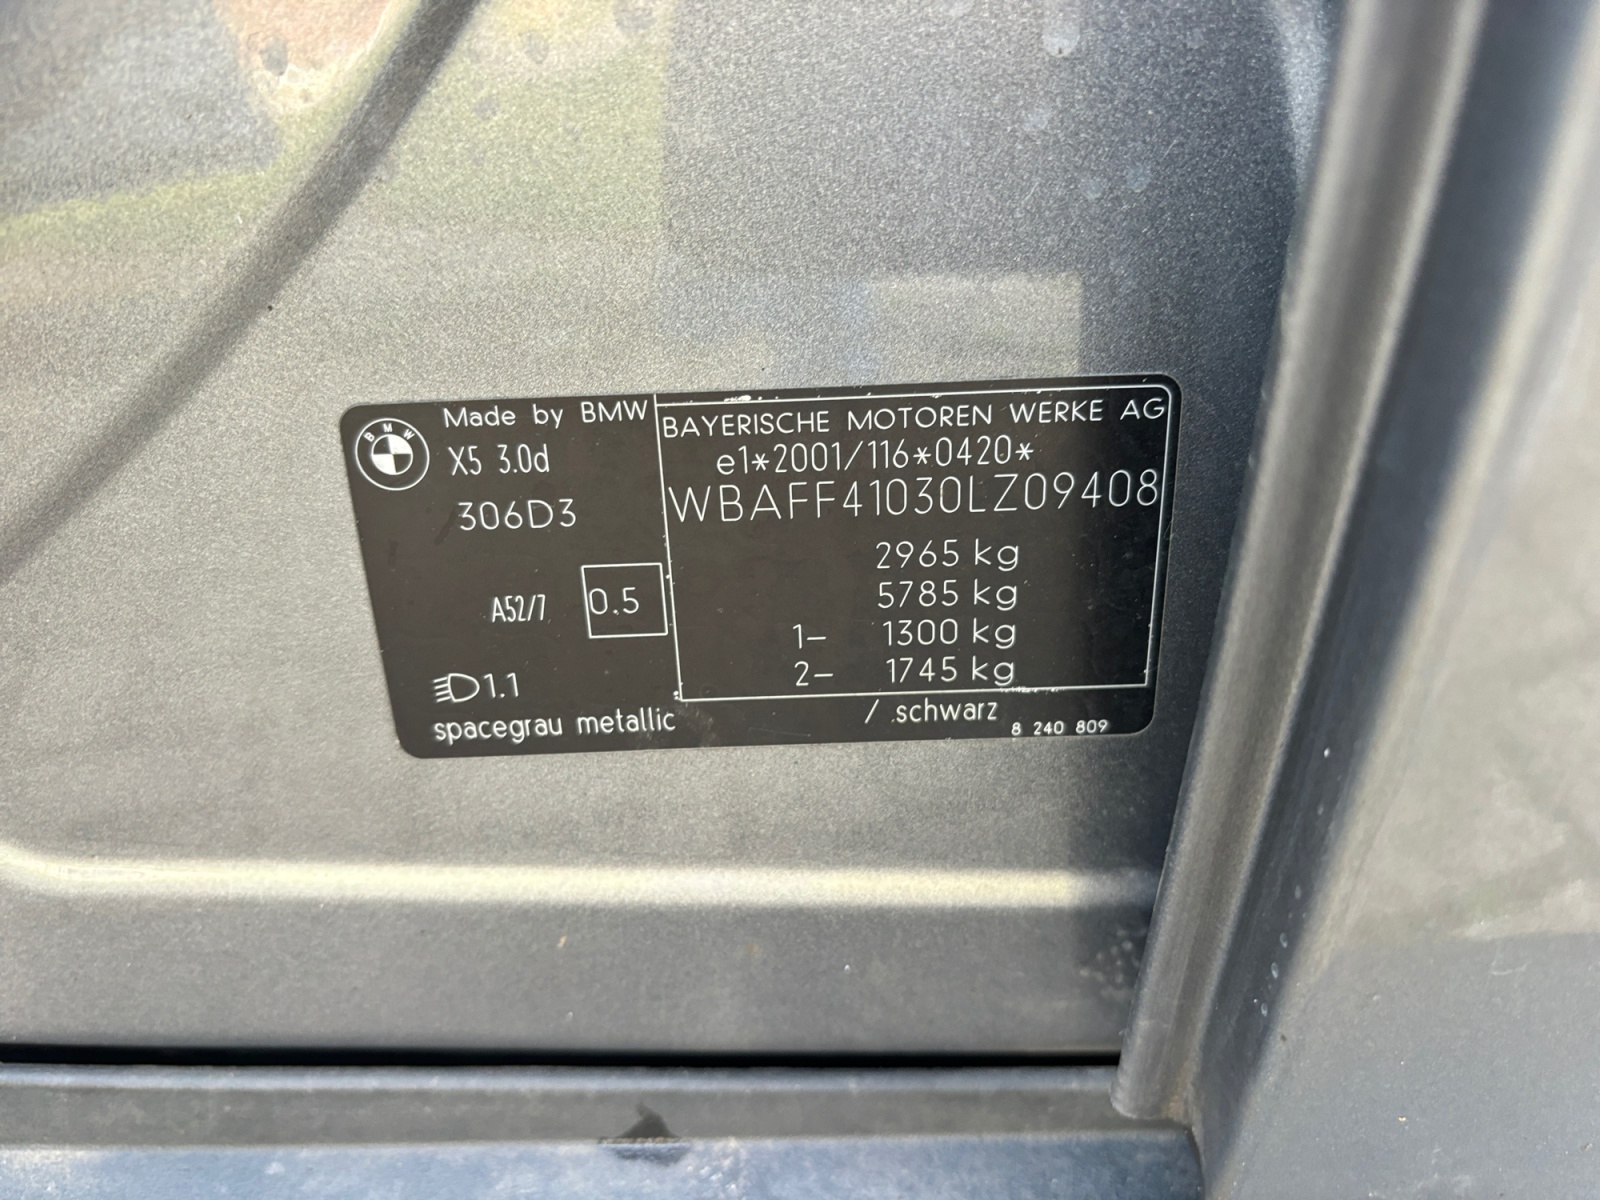 BMW
Made by BMW
X5 3.0d
306D3
A52/7
0.5
1.1
spacegrau metallic
BAYERISCHE MOTOREN WERKE AG
e1*2001/116*0420*
WBAFF41030LZ09408
2965 kg
5785 kg
1- 1300 kg
2- 1745 kg
/ .schwarz
8 240 809